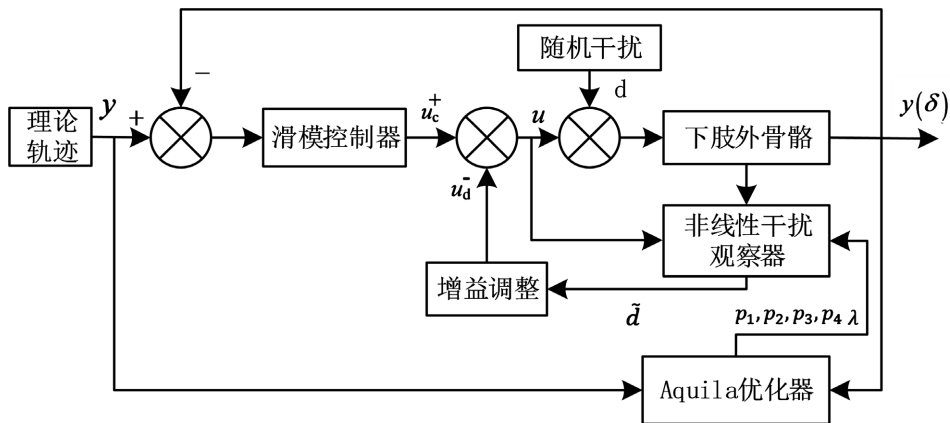 随机干扰
−
d
理论
轨迹
y
+
滑模控制器
u_c^+
u
下肢外骨骼
y(δ)
u_d^-
非线性干扰
观察器
增益调整
d̃
p₁, p₂, p₃, p₄ λ
Aquila优化器